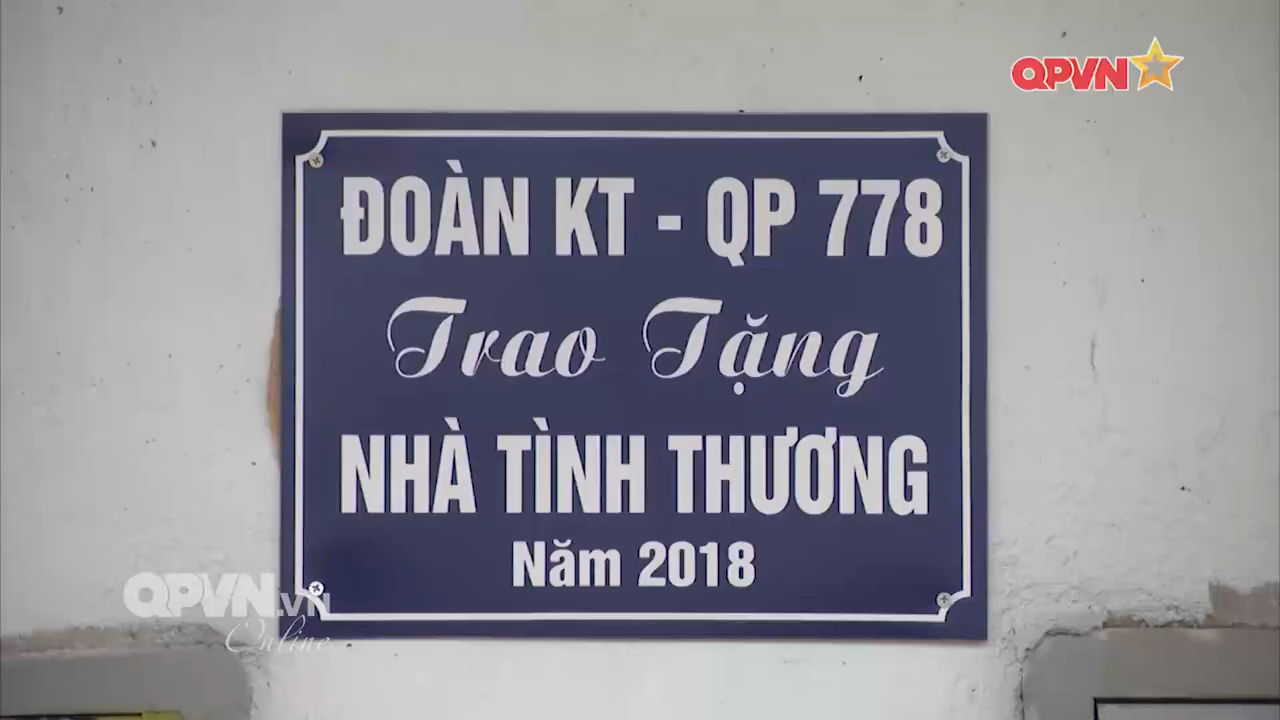 QPVN
ĐOÀN KT - QP 778
Trao Tặng
NHÀ TÌNH THƯƠNG
Năm 2018
QPVN.VN
Online